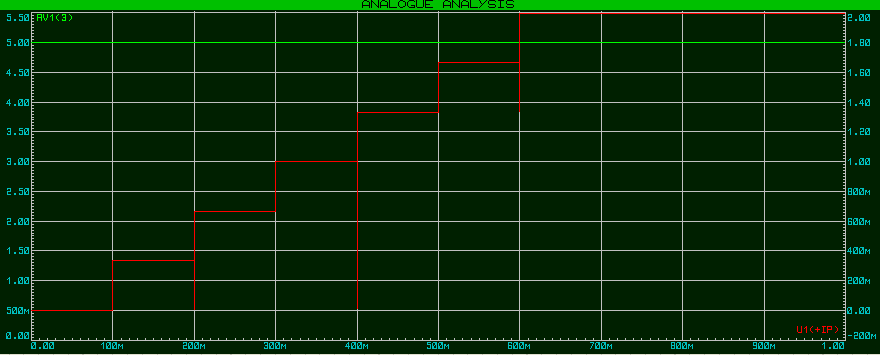 ANALOGUE ANALYSIS
5.50 RV1(3) 2.00
5.00 1.80
4.50 1.60
4.00 1.40
3.50 1.20
3.00 1.00
2.50 800m
2.00 600m
1.50 400m
1.00 200m
500m 0.00
U1(+IP)
0.00 -200m
0.00 100m 200m 300m 400m 500m 600m 700m 800m 900m 1.00